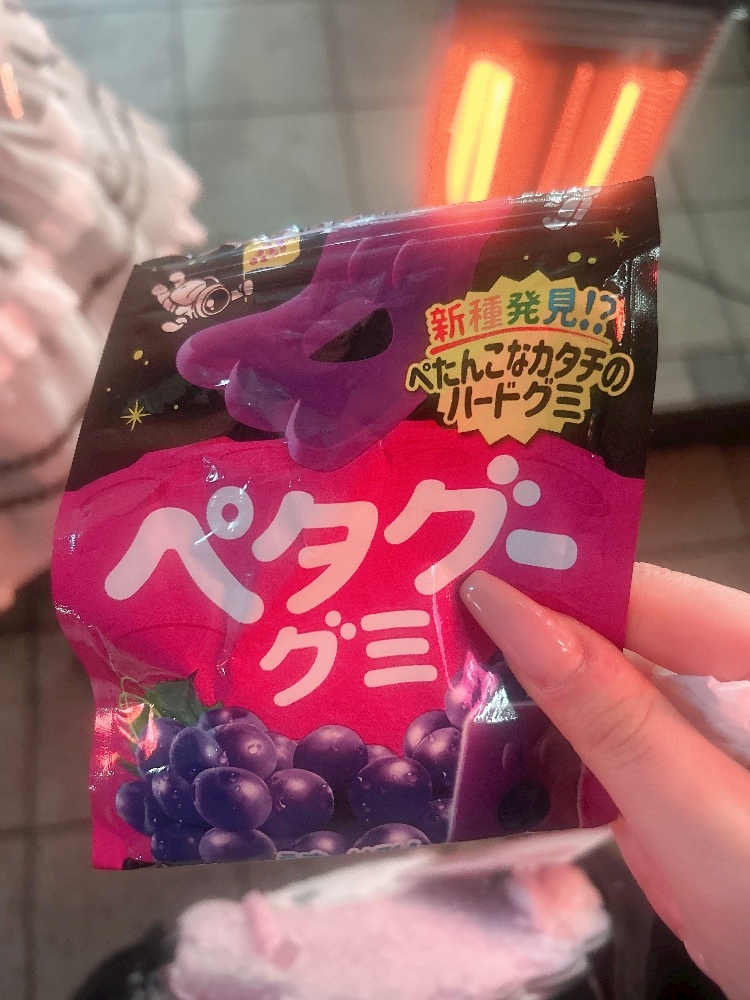 新種発見!?
ぺたんこなカタチの
ハードグミ
ペタグー
グミ